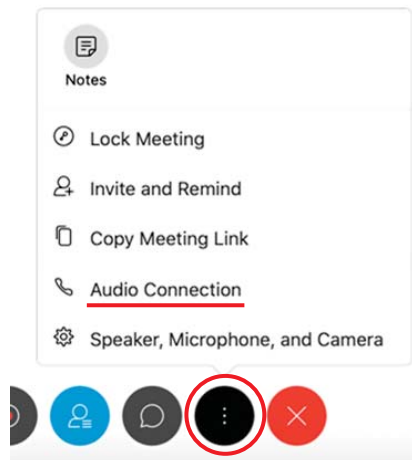 Notes
Lock Meeting
Invite and Remind
Copy Meeting Link
Audio Connection
Speaker, Microphone, and Camera